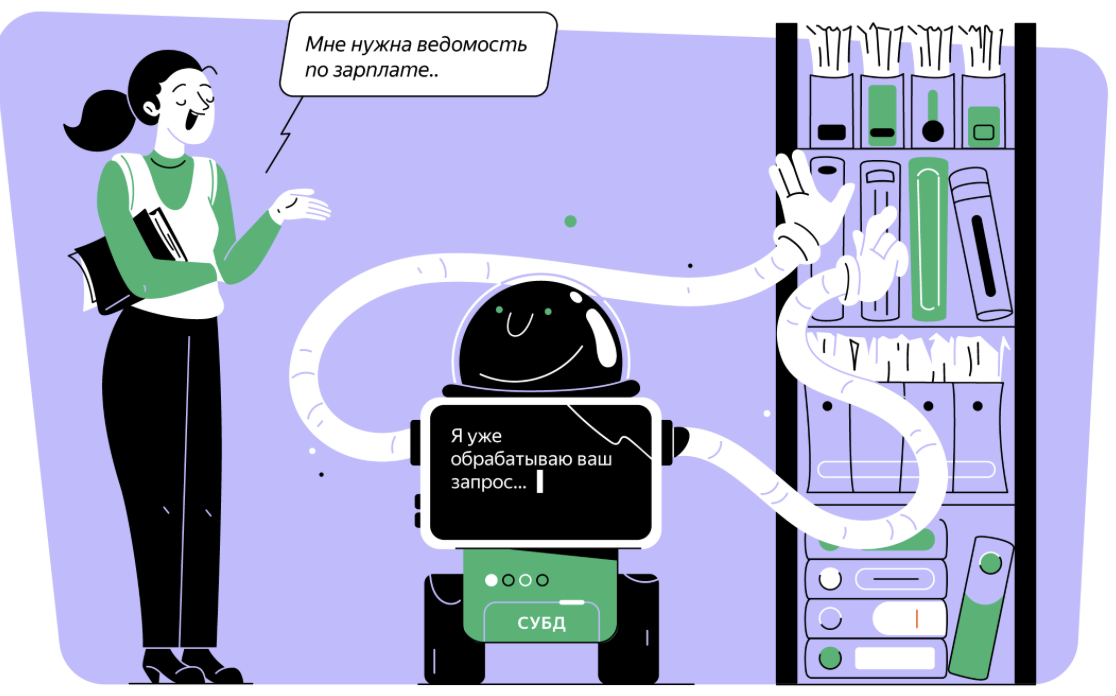 Мне нужна ведомость
по зарплате..
Я уже
обрабатываю ваш
запрос...
СУБД